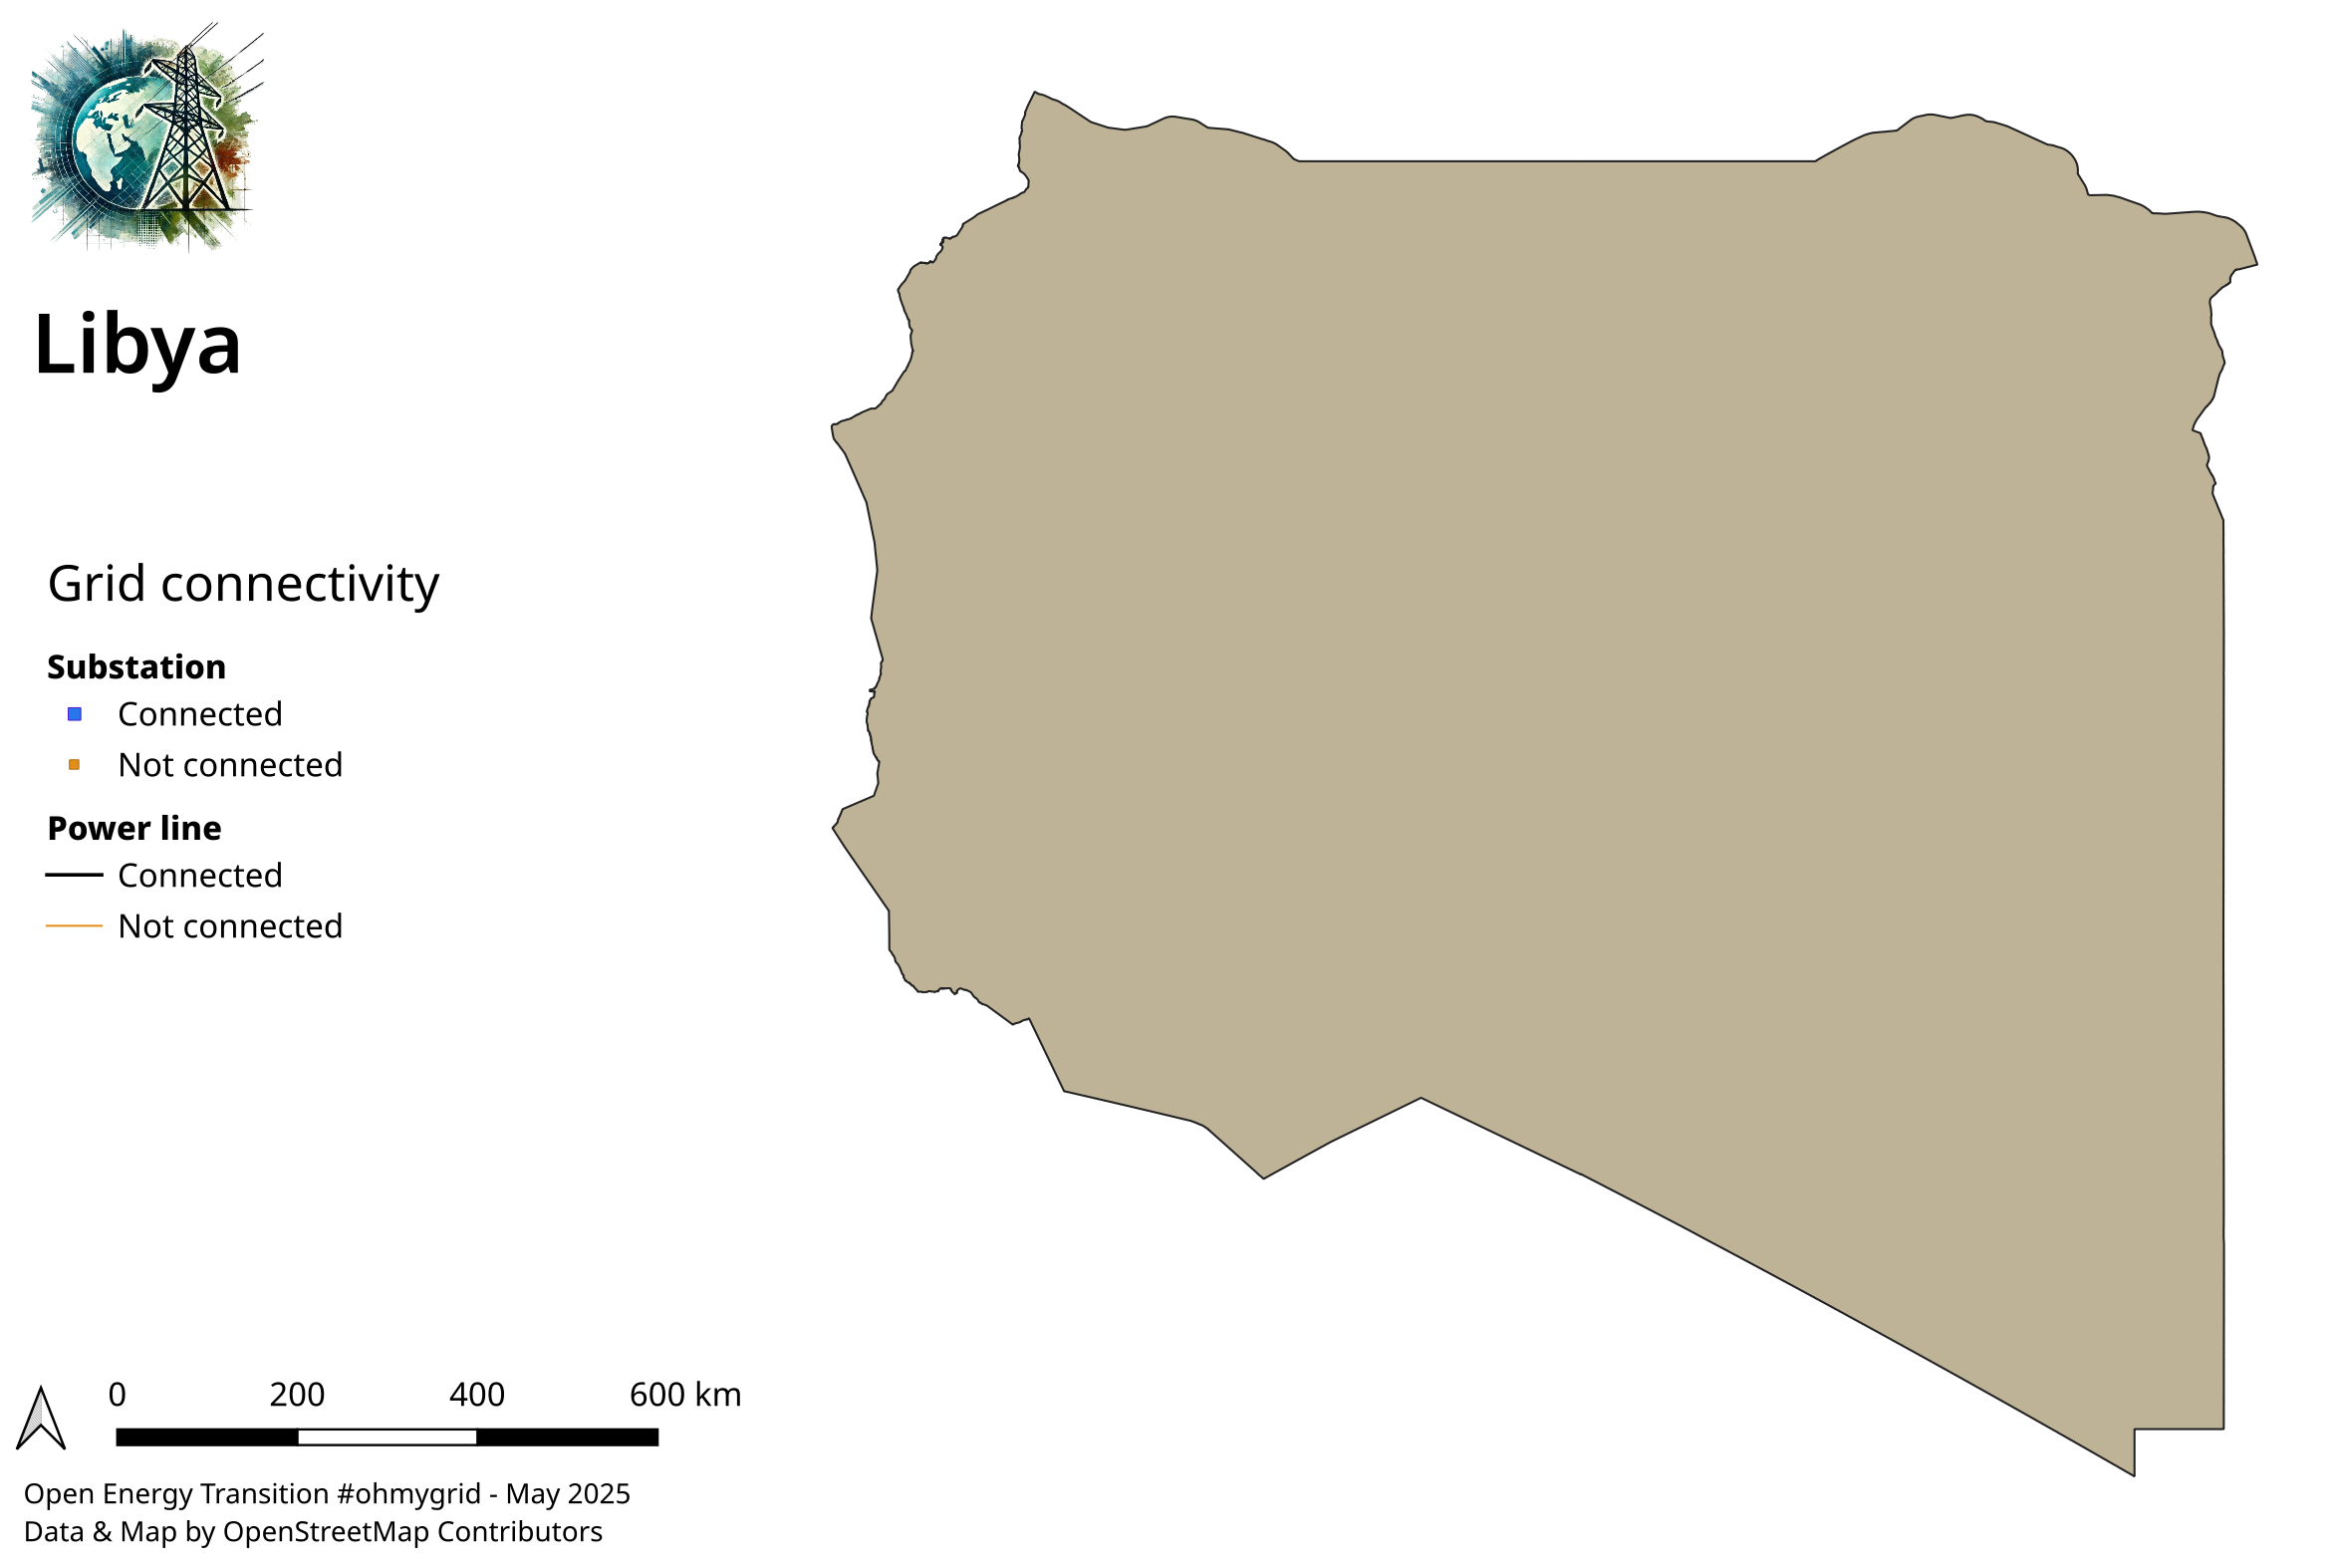 Libya
Grid connectivity
Substation
Connected
Not connected
Power line
Connected
Not connected
0 200 400 600 km
Open Energy Transition #ohmygrid - May 2025
Data & Map by OpenStreetMap Contributors